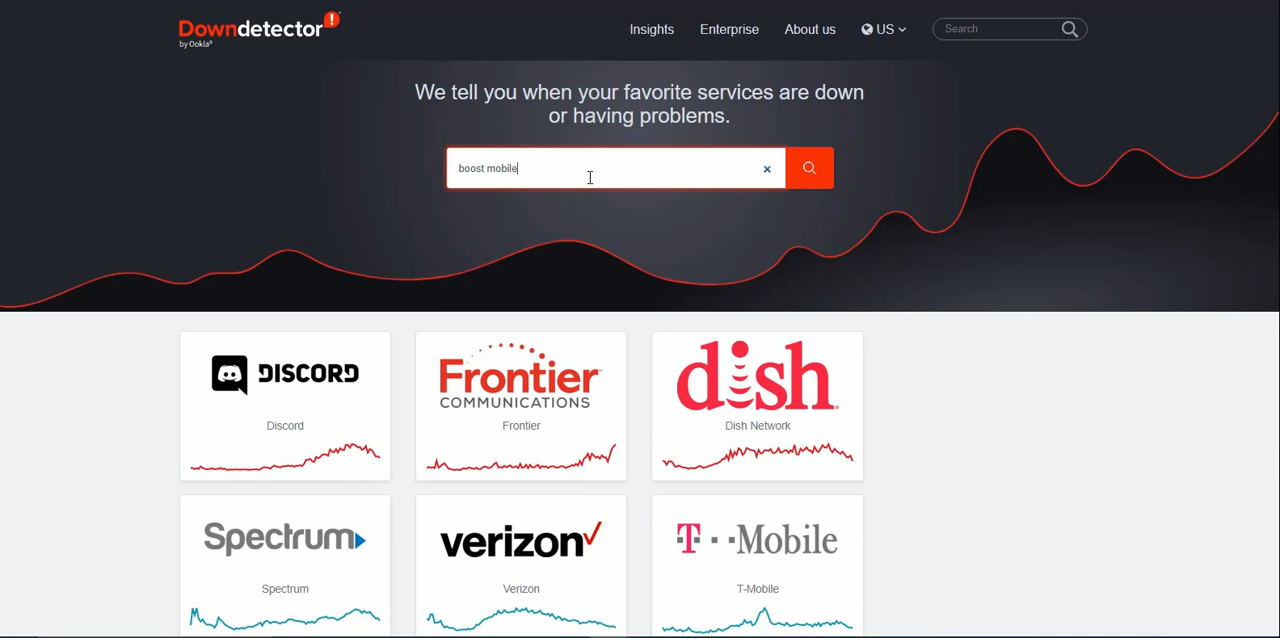 Downdetector
by Ookla®
Insights
Enterprise
About us
US
Search
We tell you when your favorite services are down
or having problems.
boost mobile
DISCORD
Discord
Frontier
COMMUNICATIONS
Frontier
dish
Dish Network
Spectrum
Spectrum
verizon
Verizon
T-Mobile
T-Mobile